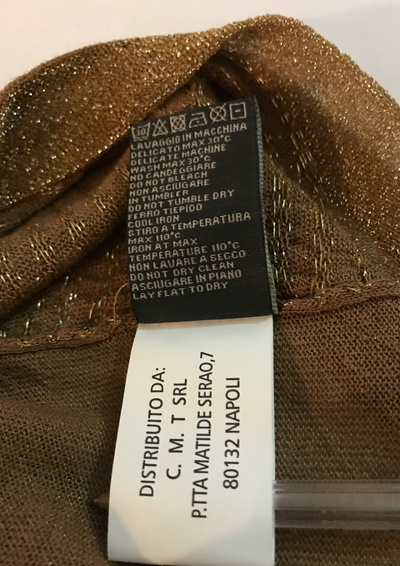 30
LAVAGGIO IN MACCHINA
DELICATO MAX 30°C
DELICATE MACHINE
WASH MAX 30°C
NO CANDEGGIARE
DO NOT BLEACH
NON ASCIUGARE
IN TUMBLER
DO NOT TUMBLE DRY
FERRO TIEPIDO
COOL IRON
STIRO A TEMPERATURA
MAX 110°C
IRON AT MAX
TEMPERATURE 110°C
NON LAVARE A SECCO
DO NOT DRY CLEAN
ASCIUGARE IN PIANO
LAY FLAT TO DRY
DISTRIBUITO DA:
C. M. T SRL
P.TTA MATILDE SERAO,7
80132 NAPOLI